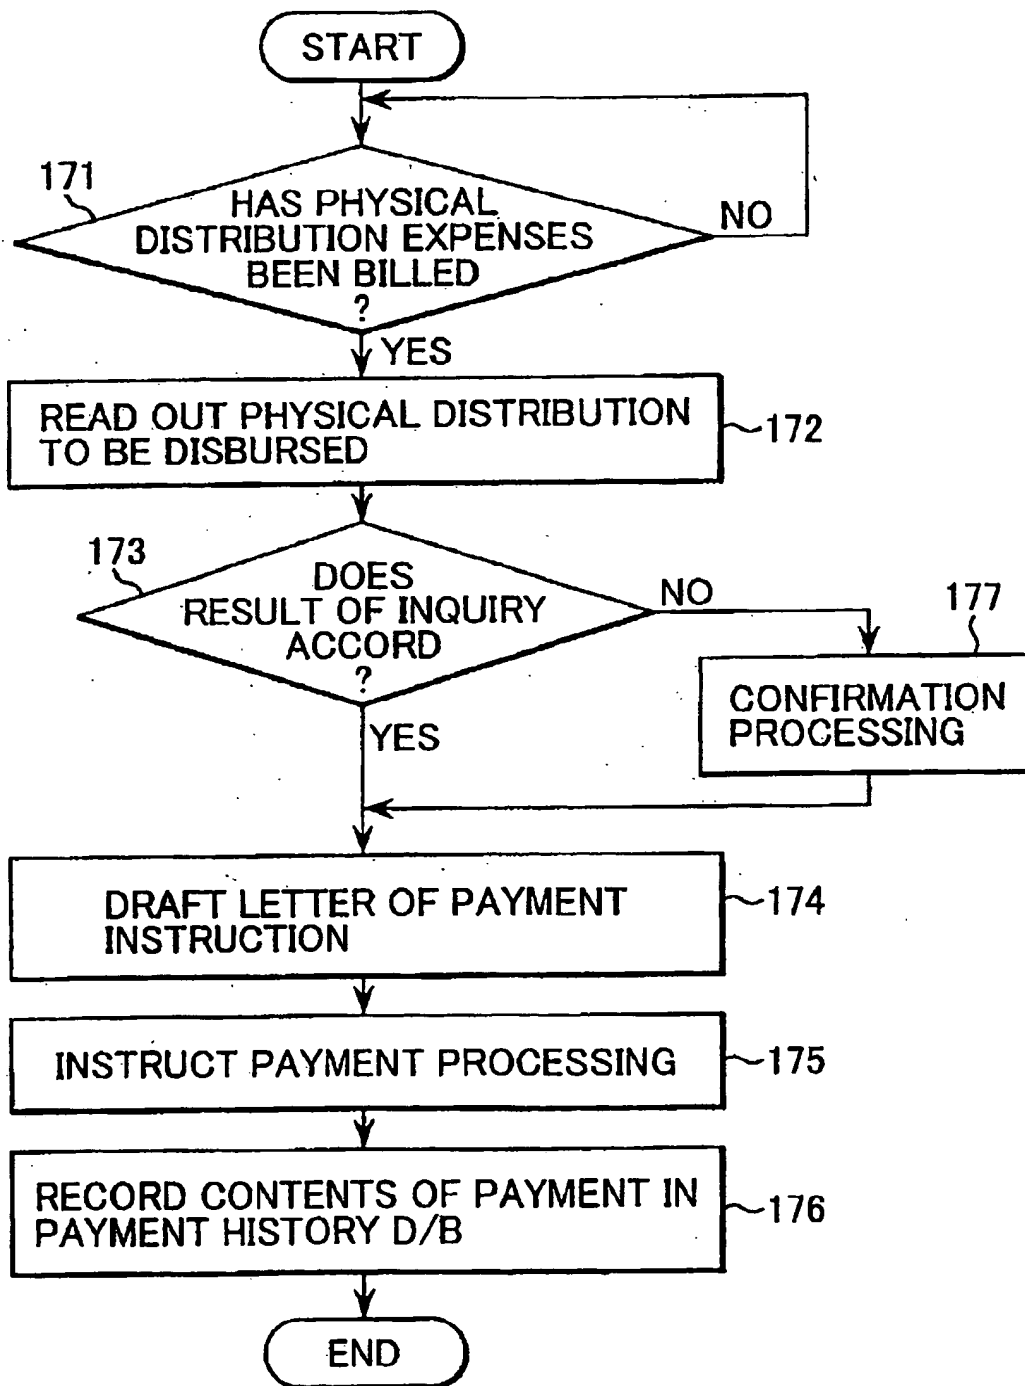 START
171
HAS PHYSICAL
DISTRIBUTION EXPENSES
BEEN BILLED
?
NO
YES
READ OUT PHYSICAL DISTRIBUTION
TO BE DISBURSED
172
173
DOES
RESULT OF INQUIRY
ACCORD
?
NO
177
CONFIRMATION
PROCESSING
YES
DRAFT LETTER OF PAYMENT
INSTRUCTION
174
INSTRUCT PAYMENT PROCESSING
175
RECORD CONTENTS OF PAYMENT IN
PAYMENT HISTORY D/B
176
END